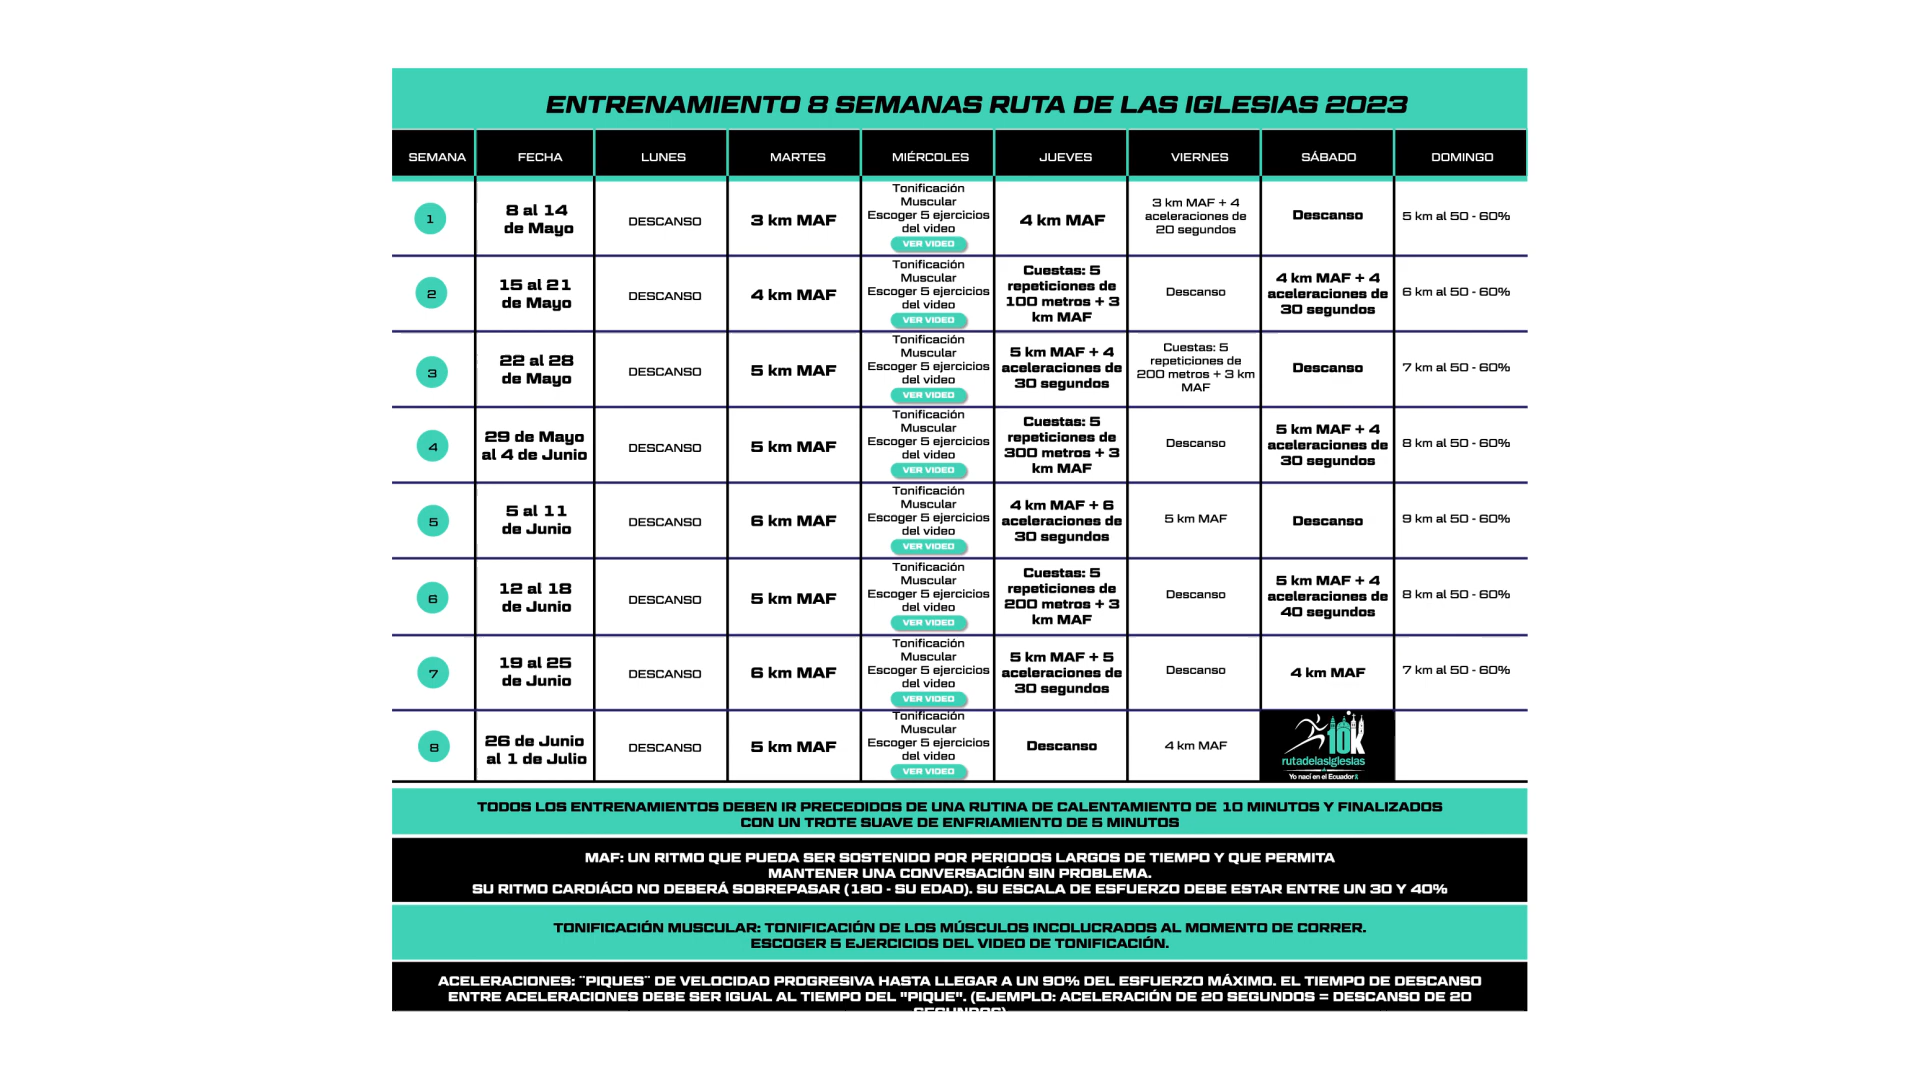 ENTRENAMIENTO 8 SEMANAS RUTA DE LAS IGLESIAS 2023
SEMANA FECHA LUNES MARTES MIÉRCOLES JUEVES VIERNES SÁBADO DOMINGO
1
8 al 14
de Mayo
DESCANSO
3 km MAF
Tonificación
Muscular
Escoger 5 ejercicios
del video
VER VIDEO
4 km MAF
3 km MAF + 4
aceleraciones de
20 segundos
Descanso
5 km al 50 - 60%
2
15 al 21
de Mayo
DESCANSO
4 km MAF
Tonificación
Muscular
Escoger 5 ejercicios
del video
VER VIDEO
Cuestas: 5
repeticiones de
100 metros + 3
km MAF
Descanso
4 km MAF + 4
aceleraciones de
30 segundos
6 km al 50 - 60%
3
22 al 28
de Mayo
DESCANSO
5 km MAF
Tonificación
Muscular
Escoger 5 ejercicios
del video
VER VIDEO
5 km MAF + 4
aceleraciones de
30 segundos
Cuestas: 5
repeticiones de
200 metros + 3 km
MAF
Descanso
7 km al 50 - 60%
4
29 de Mayo
al 4 de Junio
DESCANSO
5 km MAF
Tonificación
Muscular
Escoger 5 ejercicios
del video
VER VIDEO
Cuestas: 5
repeticiones de
300 metros + 3
km MAF
Descanso
5 km MAF + 4
aceleraciones de
30 segundos
8 km al 50 - 60%
5
5 al 11
de Junio
DESCANSO
6 km MAF
Tonificación
Muscular
Escoger 5 ejercicios
del video
VER VIDEO
4 km MAF + 6
aceleraciones de
30 segundos
5 km MAF
Descanso
9 km al 50 - 60%
6
12 al 18
de Junio
DESCANSO
5 km MAF
Tonificación
Muscular
Escoger 5 ejercicios
del video
VER VIDEO
Cuestas: 5
repeticiones de
200 metros + 3
km MAF
Descanso
5 km MAF + 4
aceleraciones de
40 segundos
8 km al 50 - 60%
7
19 al 25
de Junio
DESCANSO
6 km MAF
Tonificación
Muscular
Escoger 5 ejercicios
del video
VER VIDEO
5 km MAF + 5
aceleraciones de
30 segundos
Descanso
4 km MAF
7 km al 50 - 60%
8
26 de Junio
al 1 de Julio
DESCANSO
5 km MAF
Tonificación
Muscular
Escoger 5 ejercicios
del video
VER VIDEO
Descanso
4 km MAF
10K
rutadelasIglesias
Yo nací en el Ecuador
TODOS LOS ENTRENAMIENTOS DEBEN IR PRECEDIDOS DE UNA RUTINA DE CALENTAMIENTO DE 10 MINUTOS Y FINALIZADOS
CON UN TROTE SUAVE DE ENFRIAMIENTO DE 5 MINUTOS
MAF: UN RITMO QUE PUEDA SER SOSTENIDO POR PERIODOS LARGOS DE TIEMPO Y QUE PERMITA
MANTENER UNA CONVERSACIÓN SIN PROBLEMA.
SU RITMO CARDIÁCO NO DEBERÁ SOBREPASAR (180 - SU EDAD). SU ESCALA DE ESFUERZO DEBE ESTAR ENTRE UN 30 Y 40%
TONIFICACIÓN MUSCULAR: TONIFICACIÓN DE LOS MÚSCULOS INCOLUCRADOS AL MOMENTO DE CORRER.
ESCOGER 5 EJERCICIOS DEL VIDEO DE TONIFICACIÓN.
ACELERACIONES: ¨PIQUES¨ DE VELOCIDAD PROGRESIVA HASTA LLEGAR A UN 90% DEL ESFUERZO MÁXIMO. EL TIEMPO DE DESCANSO
ENTRE ACELERACIONES DEBE SER IGUAL AL TIEMPO DEL "PIQUE". (EJEMPLO: ACELERACIÓN DE 20 SEGUNDOS = DESCANSO DE 20
SEGUNDOS)